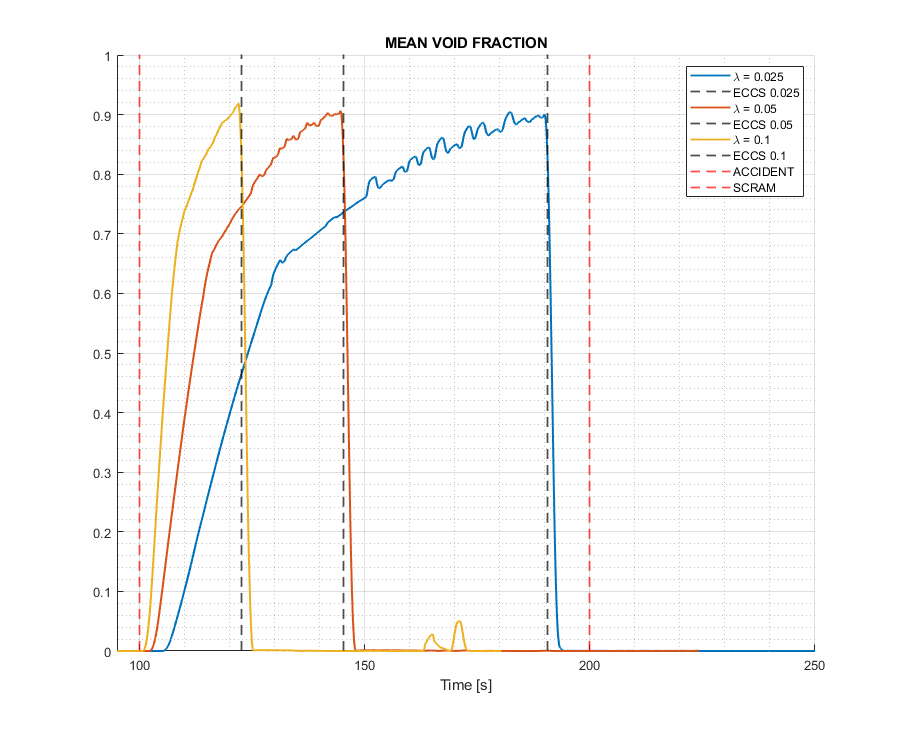 MEAN VOID FRACTION
1
0.9
0.8
0.7
0.6
0.5
0.4
0.3
0.2
0.1
0
100
150
200
250
Time [s]
λ = 0.025
ECCS 0.025
λ = 0.05
ECCS 0.05
λ = 0.1
ECCS 0.1
ACCIDENT
SCRAM